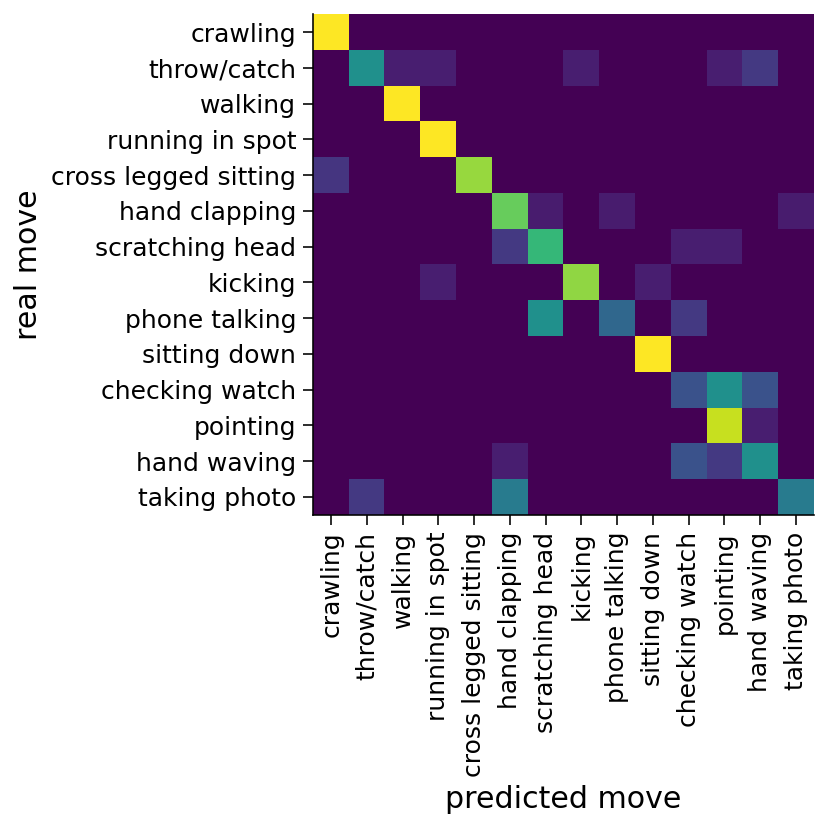 crawling
throw/catch
walking
running in spot
cross legged sitting
hand clapping
scratching head
kicking
phone talking
sitting down
checking watch
pointing
hand waving
taking photo
real move
crawling
throw/catch
walking
running in spot
cross legged sitting
hand clapping
scratching head
kicking
phone talking
sitting down
checking watch
pointing
hand waving
taking photo
predicted move